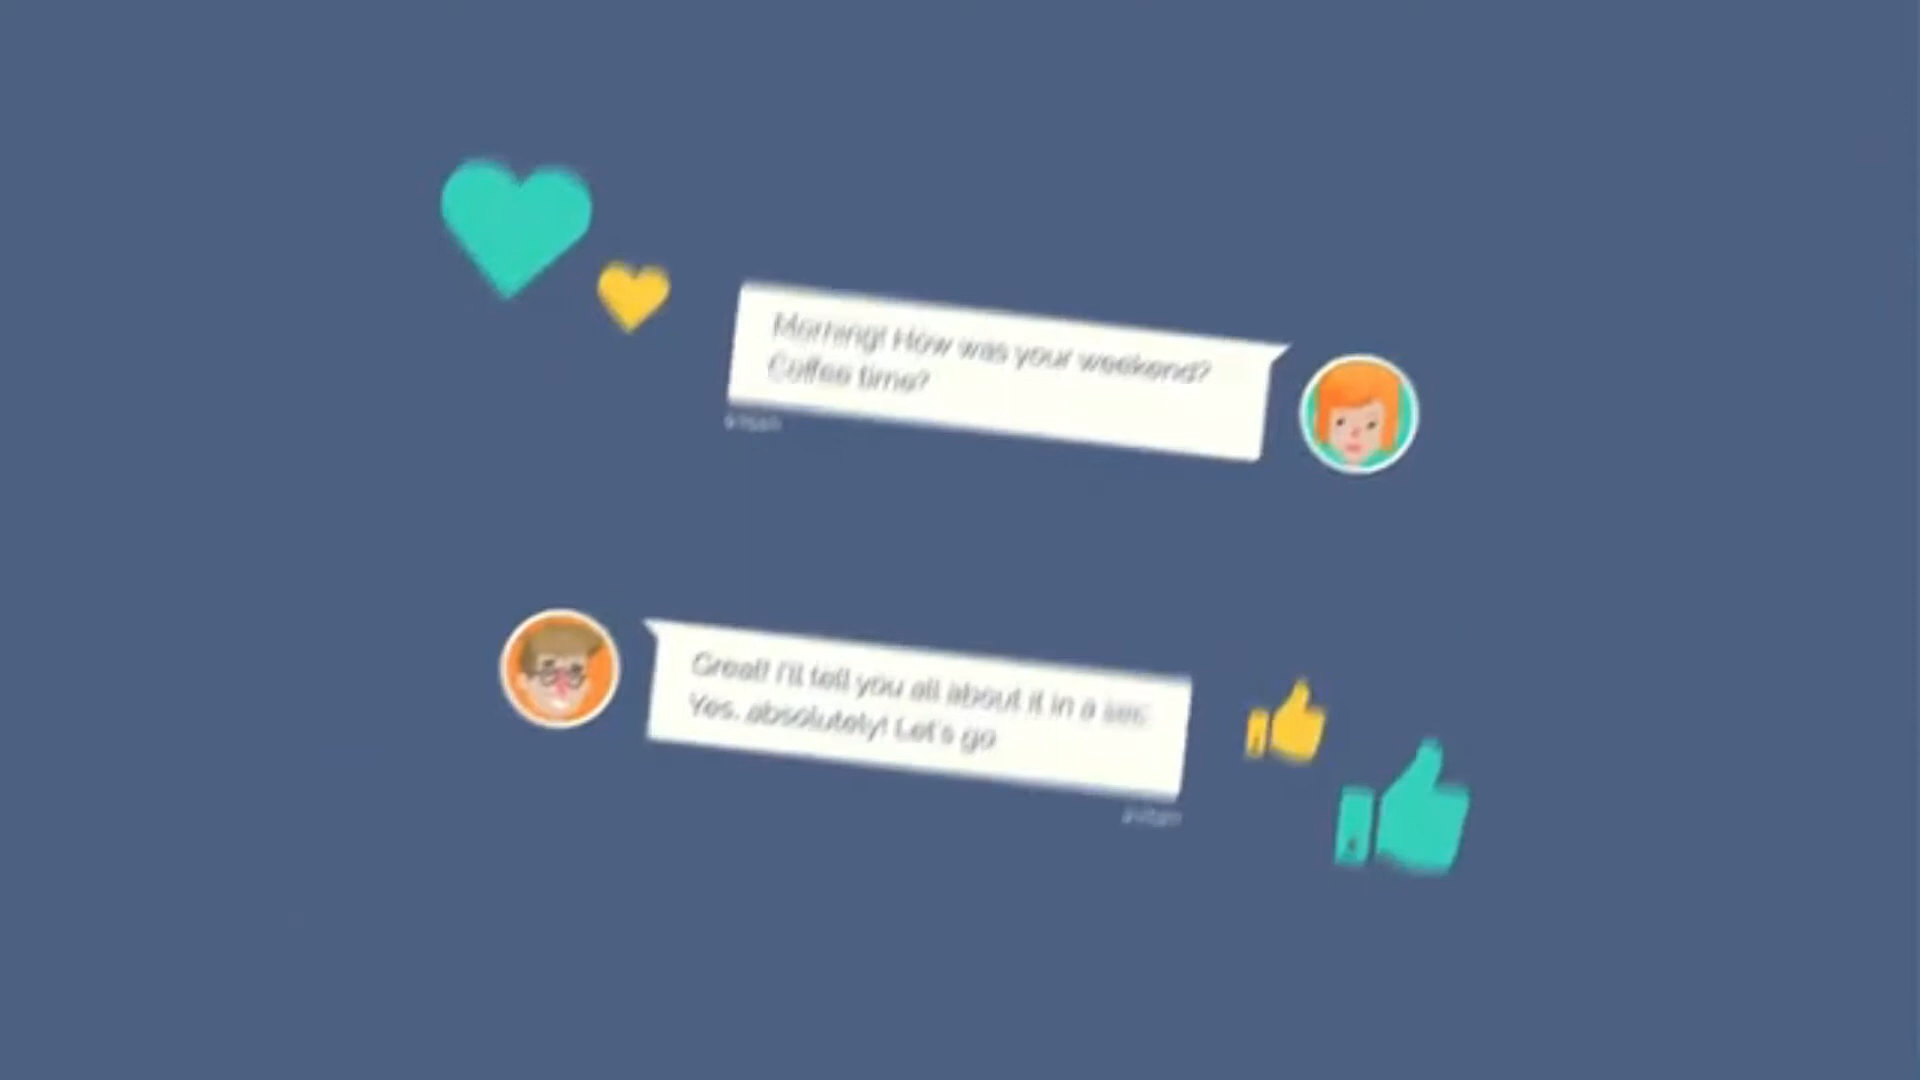 Morning! How was your weekend?
Coffee time?
Great! I'll tell you all about it in a sec
Yes, absolutely! Let's go